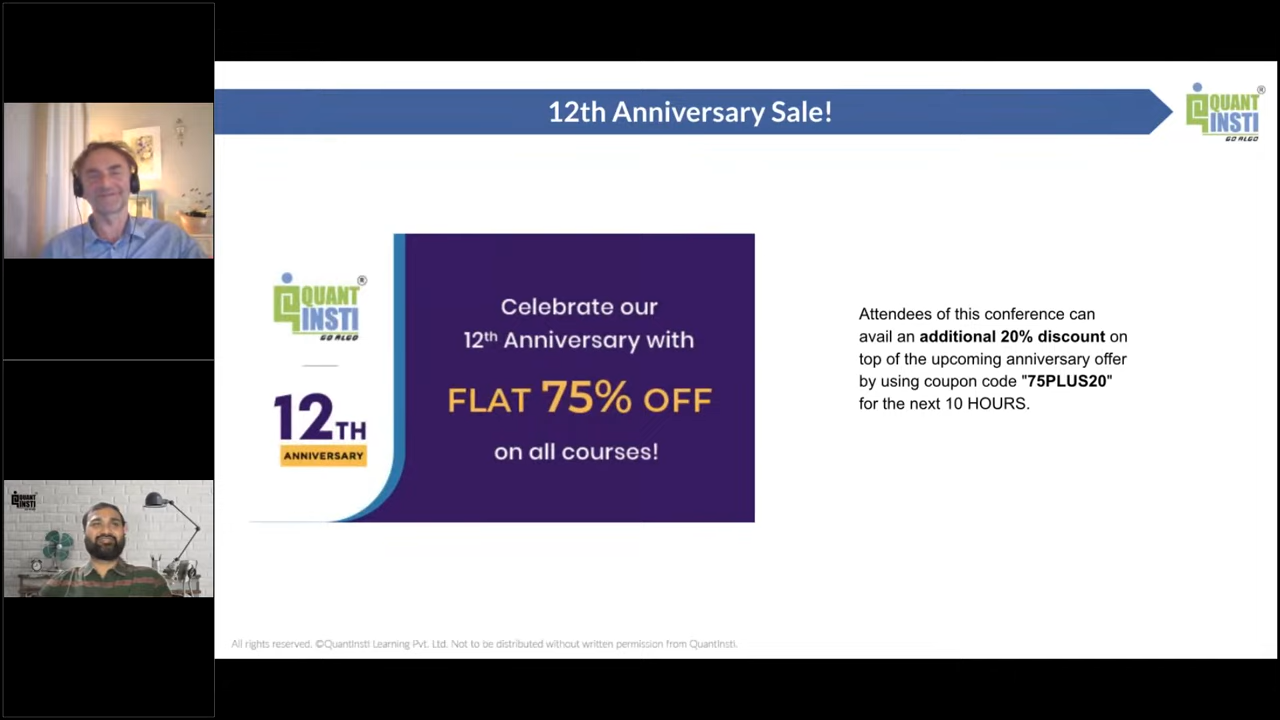 12th Anniversary Sale!
QUANT
INSTI
GO ALGO
®
QUANT
INSTI
GO ALGO
®
12TH
ANNIVERSARY
Celebrate our
12th Anniversary with
FLAT 75% OFF
on all courses!
Attendees of this conference can
avail an additional 20% discount on
top of the upcoming anniversary offer
by using coupon code "75PLUS20"
for the next 10 HOURS.
QUANT
INSTI
All rights reserved. ©QuantInsti Learning Pvt. Ltd. Not to be distributed without written permission from QuantInsti.